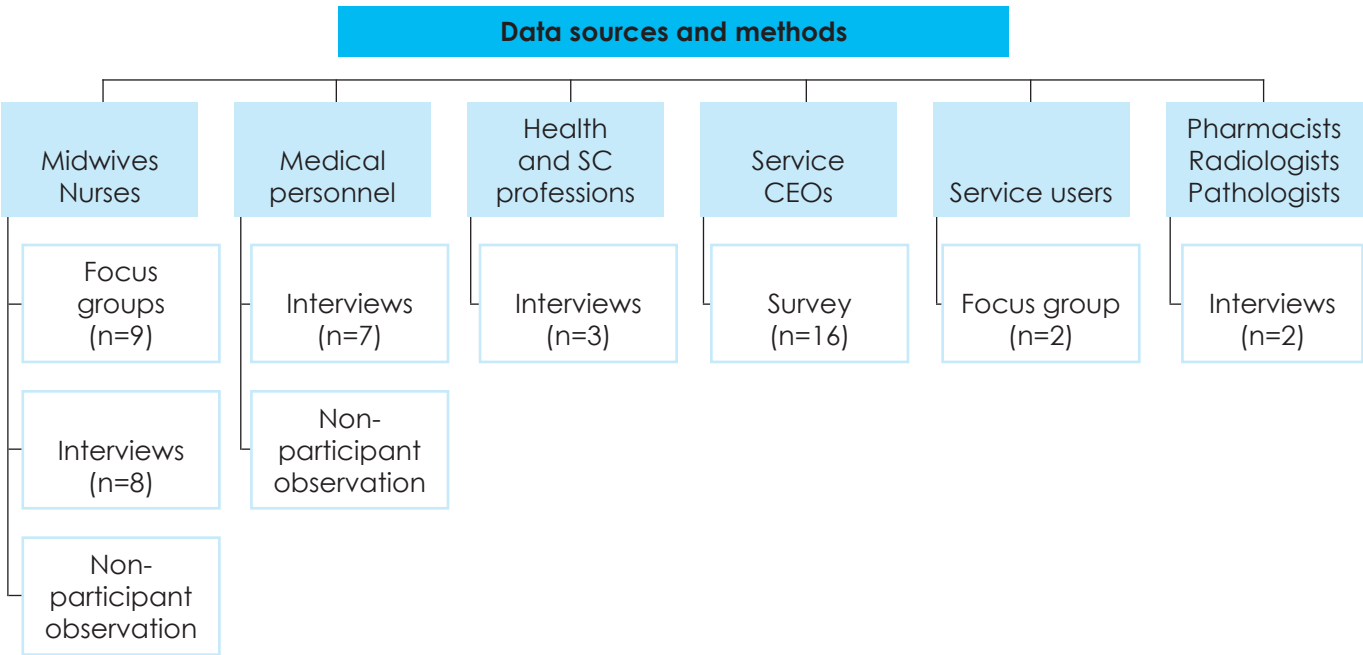 Data sources and methods
Midwives
Nurses
Medical
personnel
Health
and SC
professions
Service
CEOs
Service users
Pharmacists
Radiologists
Pathologists
Focus
groups
(n=9)
Interviews
(n=7)
Interviews
(n=3)
Survey
(n=16)
Focus group
(n=2)
Interviews
(n=2)
Interviews
(n=8)
Non-
participant
observation
Non-
participant
observation